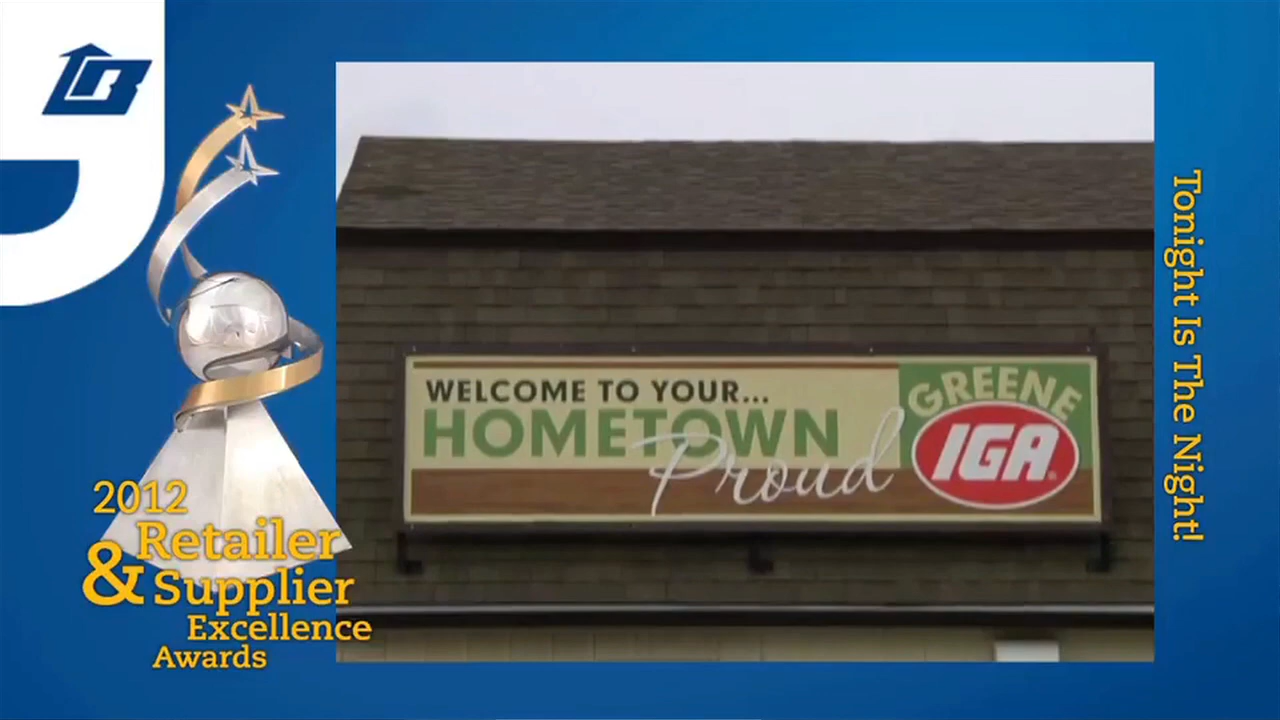 2012
Retailer
& Supplier
Excellence
Awards
WELCOME TO YOUR...
HOMETOWN
Proud
GREENE
IGA
Tonight Is The Night!